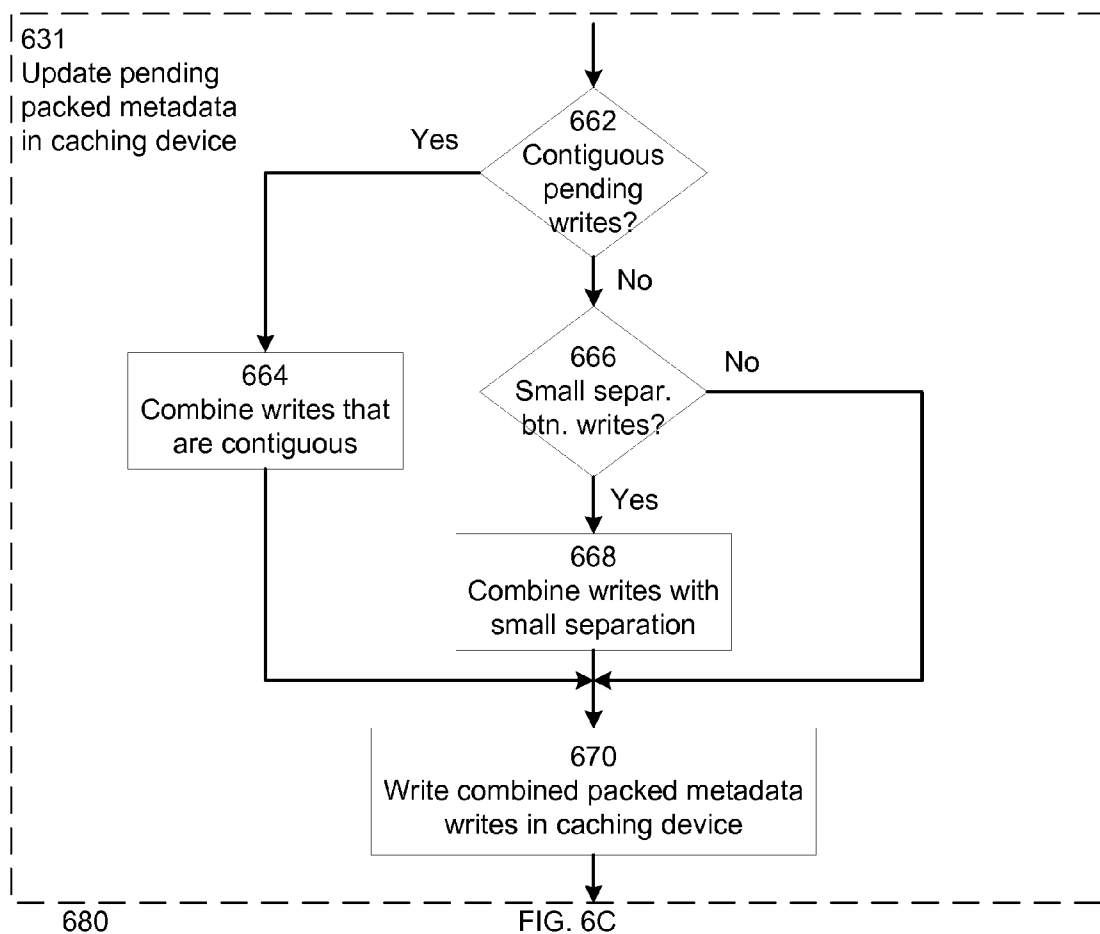 631
Update pending
packed metadata
in caching device
662
Contiguous
pending
writes?
Yes
No
664
Combine writes that
are contiguous
666
Small separ.
btn. writes?
No
Yes
668
Combine writes with
small separation
670
Write combined packed metadata
writes in caching device
680
FIG. 6C